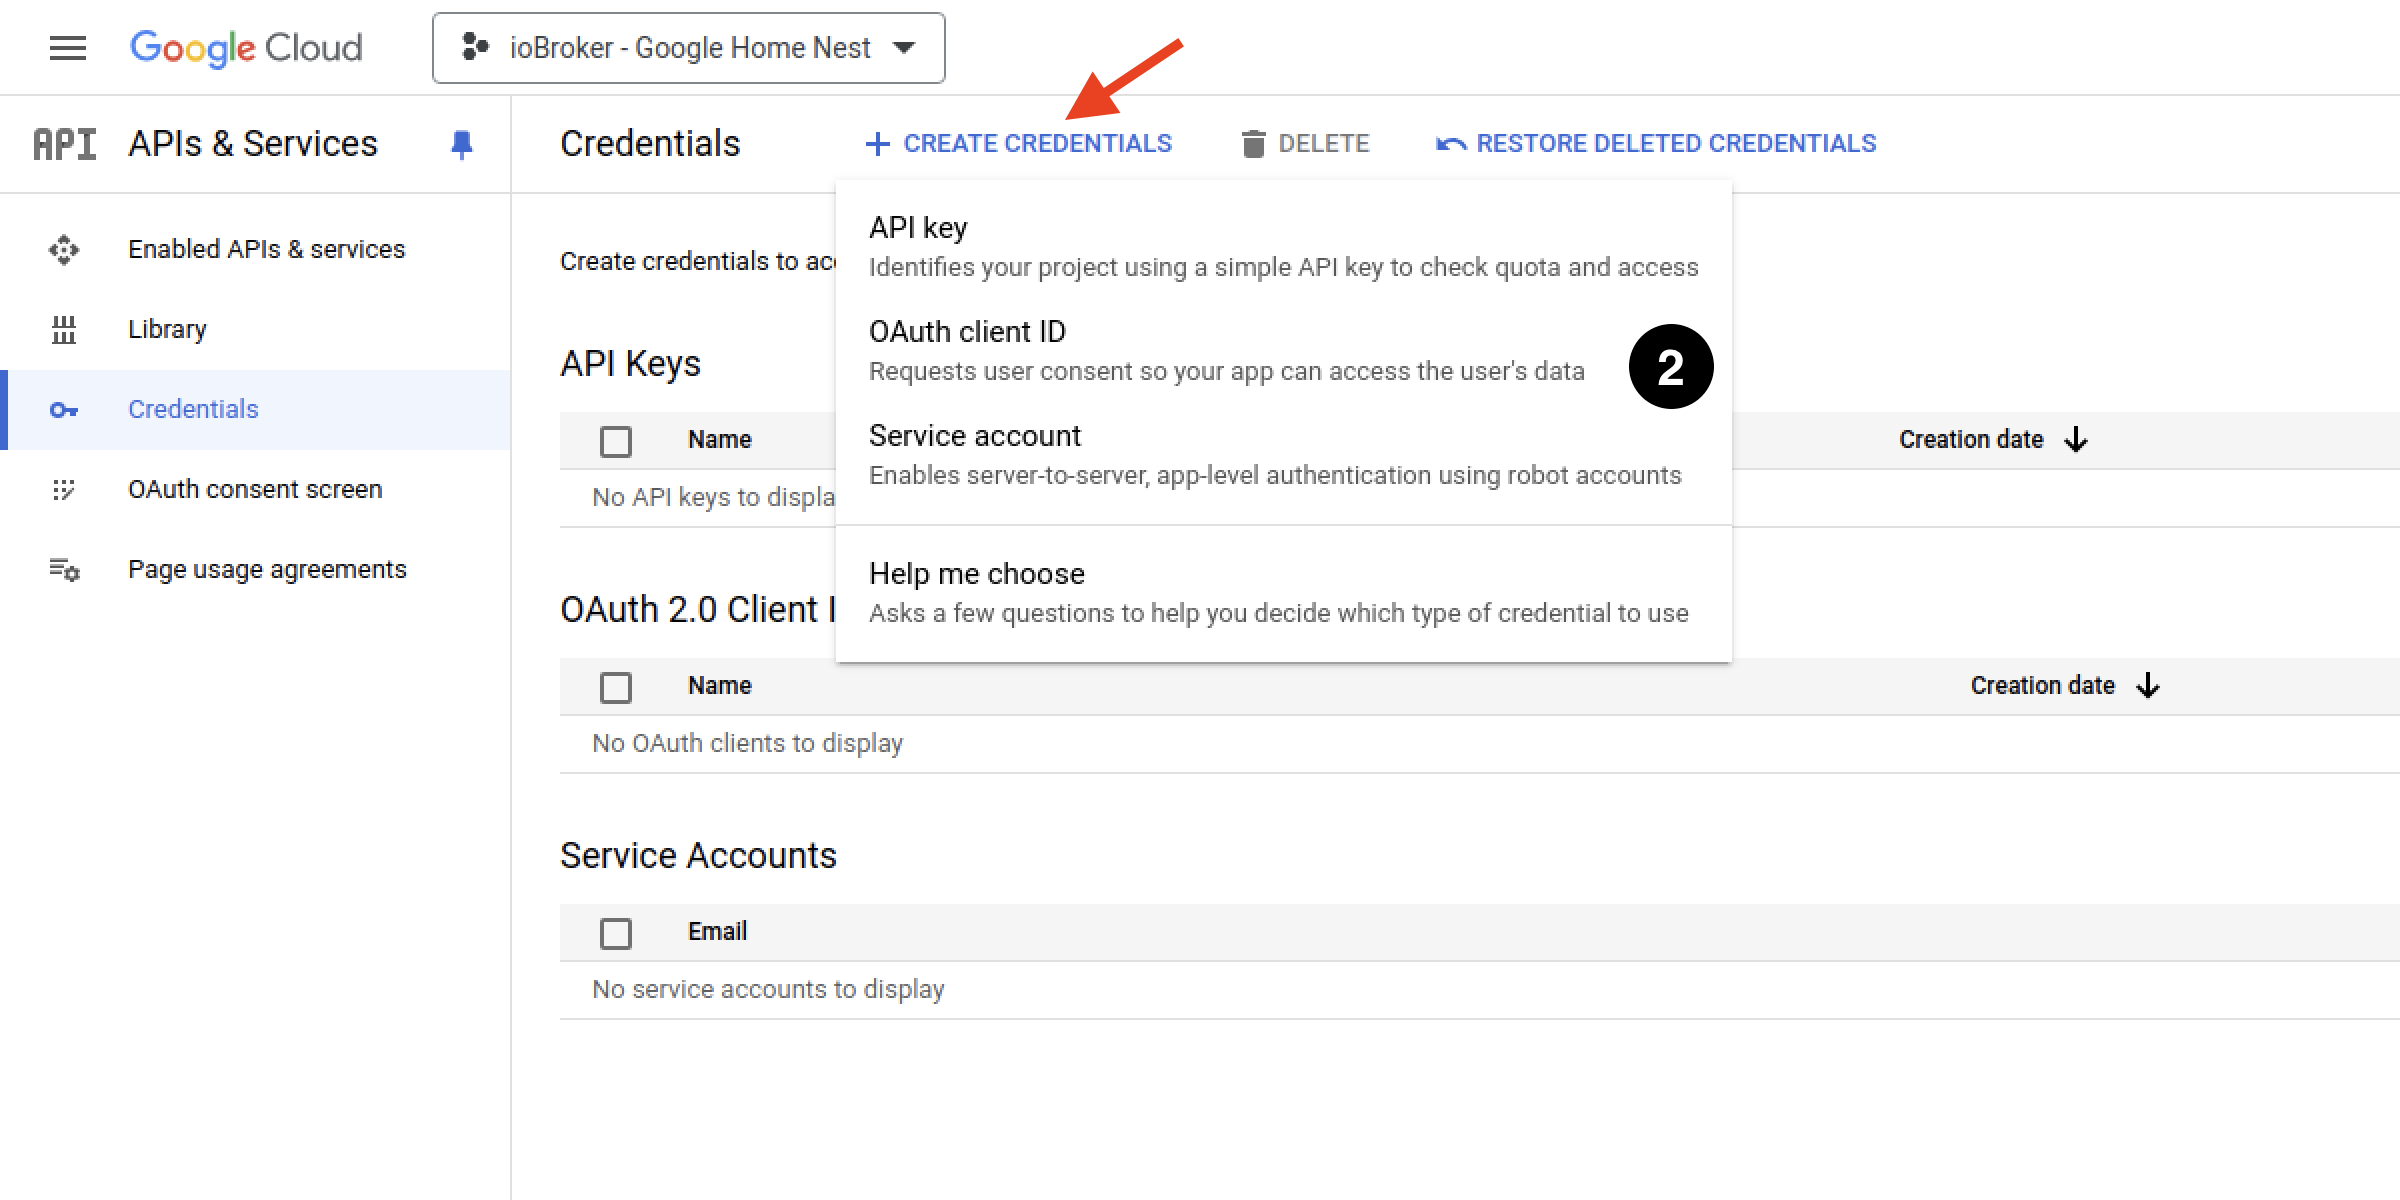 Google Cloud
ioBroker - Google Home Nest
API
APIs & Services
Credentials
CREATE CREDENTIALS
DELETE
RESTORE DELETED CREDENTIALS
Enabled APIs & services
Library
Credentials
OAuth consent screen
Page usage agreements
Create credentials to
API key
Identifies your project using a simple API key to check quota and access
OAuth client ID
Requests user consent so your app can access the user's data
2
Service account
Enables server-to-server, app-level authentication using robot accounts
Help me choose
Asks a few questions to help you decide which type of credential to use
API Keys
Name
Creation date
No API keys to displa
OAuth 2.0 Client I
Name
Creation date
No OAuth clients to display
Service Accounts
Email
No service accounts to display